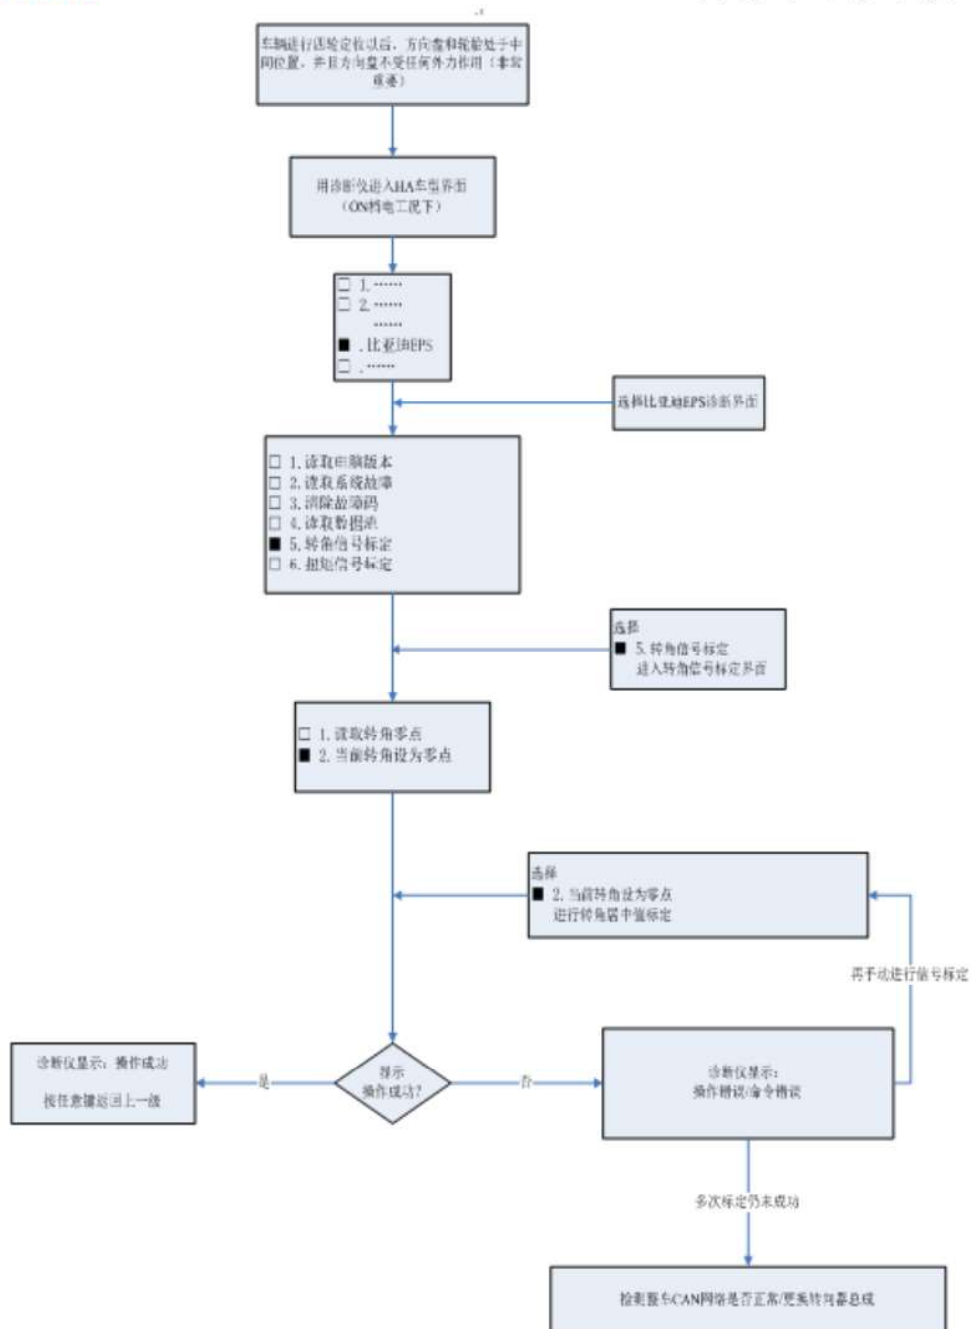 车辆进行四轮定位以后，方向盘和轮胎处于中
间位置，并且方向盘不受任何外力作用（非常
重要）
用诊断仪进入HA车型界面
（ON档电工况下）
□ 1.······
□ 2.······
······
■ .比亚迪EPS
□ .······
选择比亚迪EPS诊断界面
□ 1.读取电脑版本
□ 2.读取系统故障
□ 3.清除故障码
□ 4.读取数据流
■ 5.转角信号标定
□ 6.扭矩信号标定
选择
■ 5.转角信号标定
进入转角信号标定界面
□ 1.读取转角零点
■ 2.当前转角设为零点
选择
■ 2.当前转角设为零点
进行转角居中值标定
再手动进行信号标定
诊断仪显示：操作成功
按任意键返回上一级
是
显示
操作成功?
否
诊断仪显示：
操作错误/命令错误
多次标定仍未成功
检测整车CAN网络是否正常/更换转向器总成